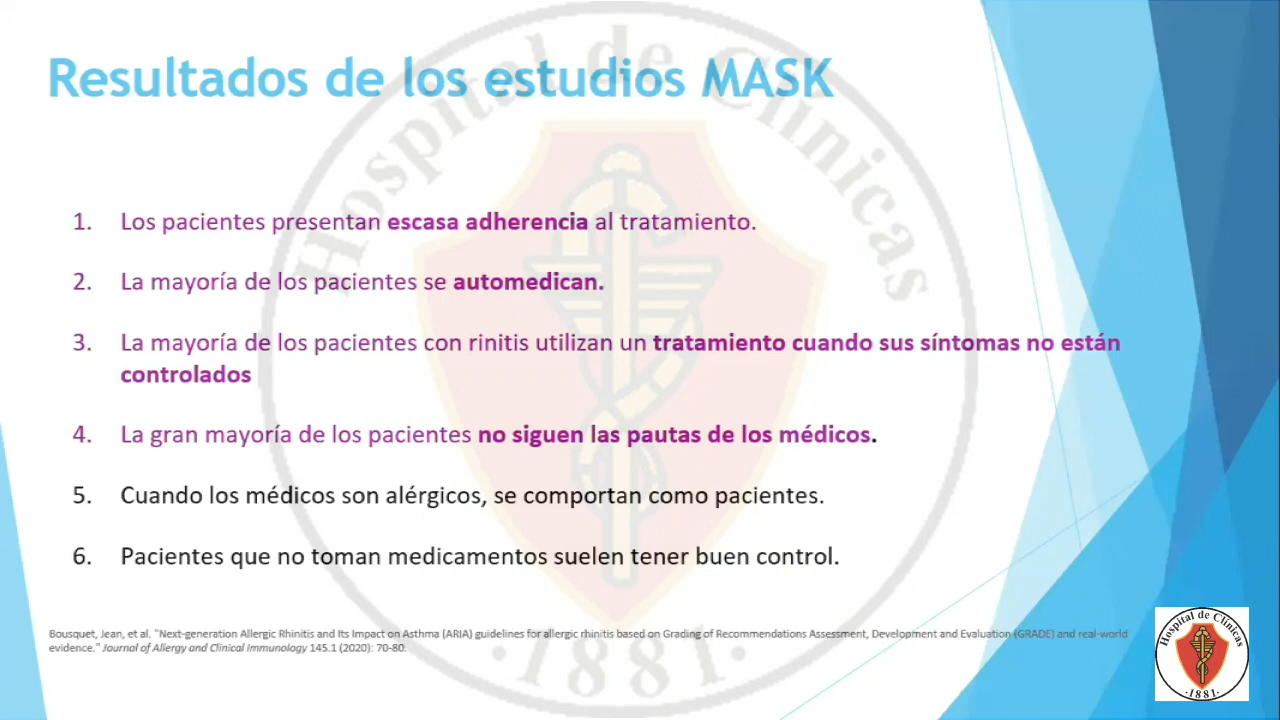 Resultados de los estudios MASK
1. Los pacientes presentan escasa adherencia al tratamiento.
2. La mayoría de los pacientes se automedican.
3. La mayoría de los pacientes con rinitis utilizan un tratamiento cuando sus síntomas no están
controlados
4. La gran mayoría de los pacientes no siguen las pautas de los médicos.
5. Cuando los médicos son alérgicos, se comportan como pacientes.
6. Pacientes que no toman medicamentos suelen tener buen control.
Bousquet, Jean, et al. "Next-generation Allergic Rhinitis and Its Impact on Asthma (ARIA) guidelines for allergic rhinitis based on Grading of Recommendations Assessment, Development and Evaluation (GRADE) and real-world
evidence." Journal of Allergy and Clinical Immunology 145.1 (2020): 70-80.
Hospital de Clínicas
·1881·
Hospital de Clínicas
·1881·